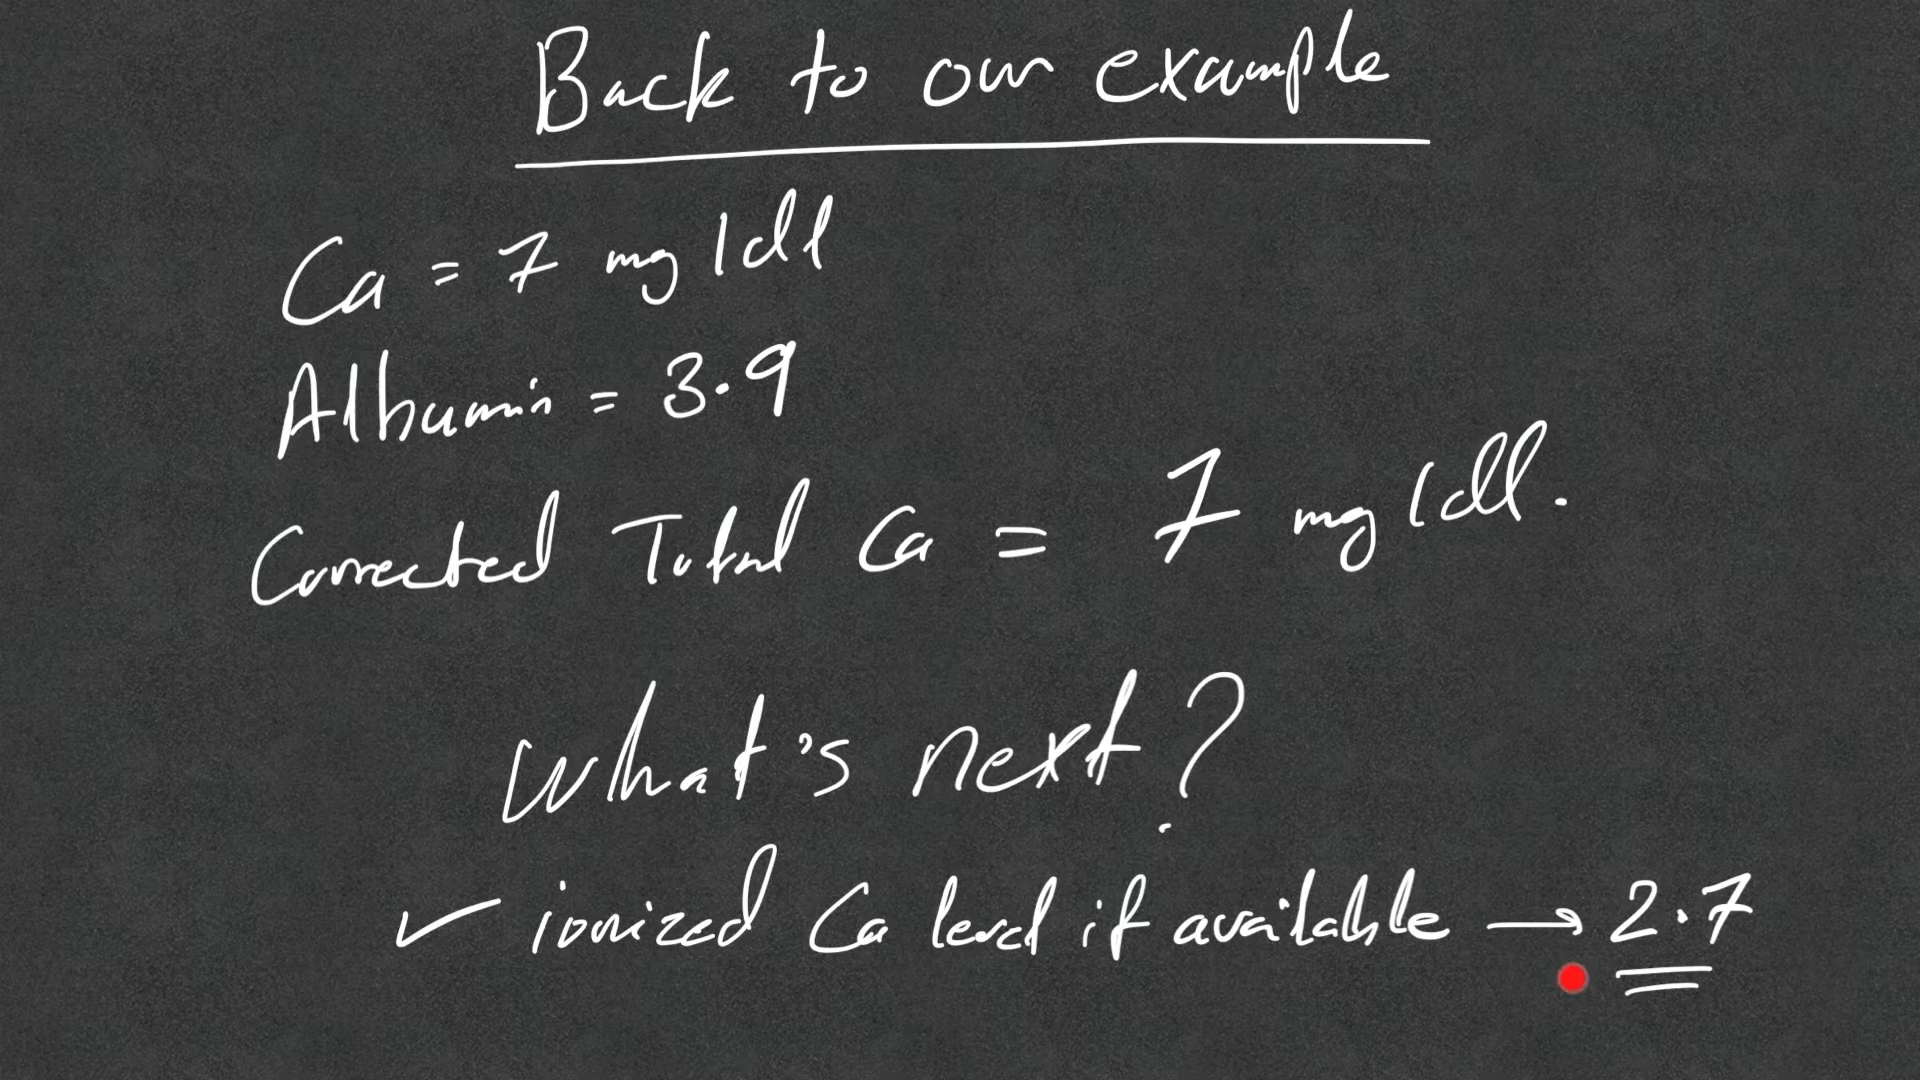 Back to our example
Ca = 7 mg/dl
Albumin = 3.9
Corrected Total Ca = 7 mg/dl.
What's next?
✓ ionized Ca level if available → 2.7